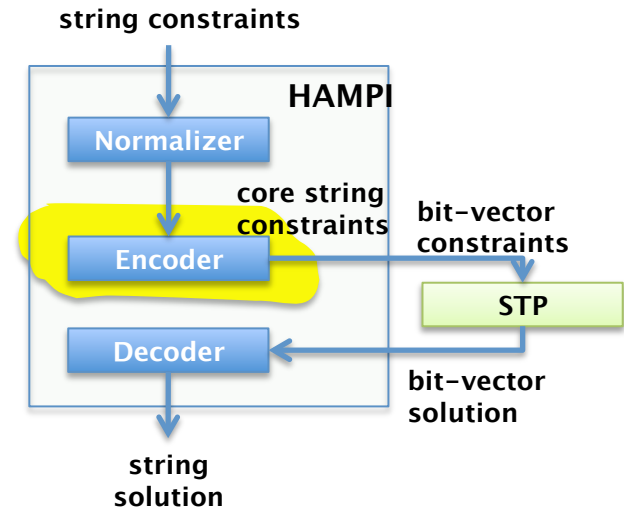 string constraints
HAMPI
Normalizer
core string
constraints
bit-vector
constraints
Encoder
STP
Decoder
bit-vector
solution
string
solution